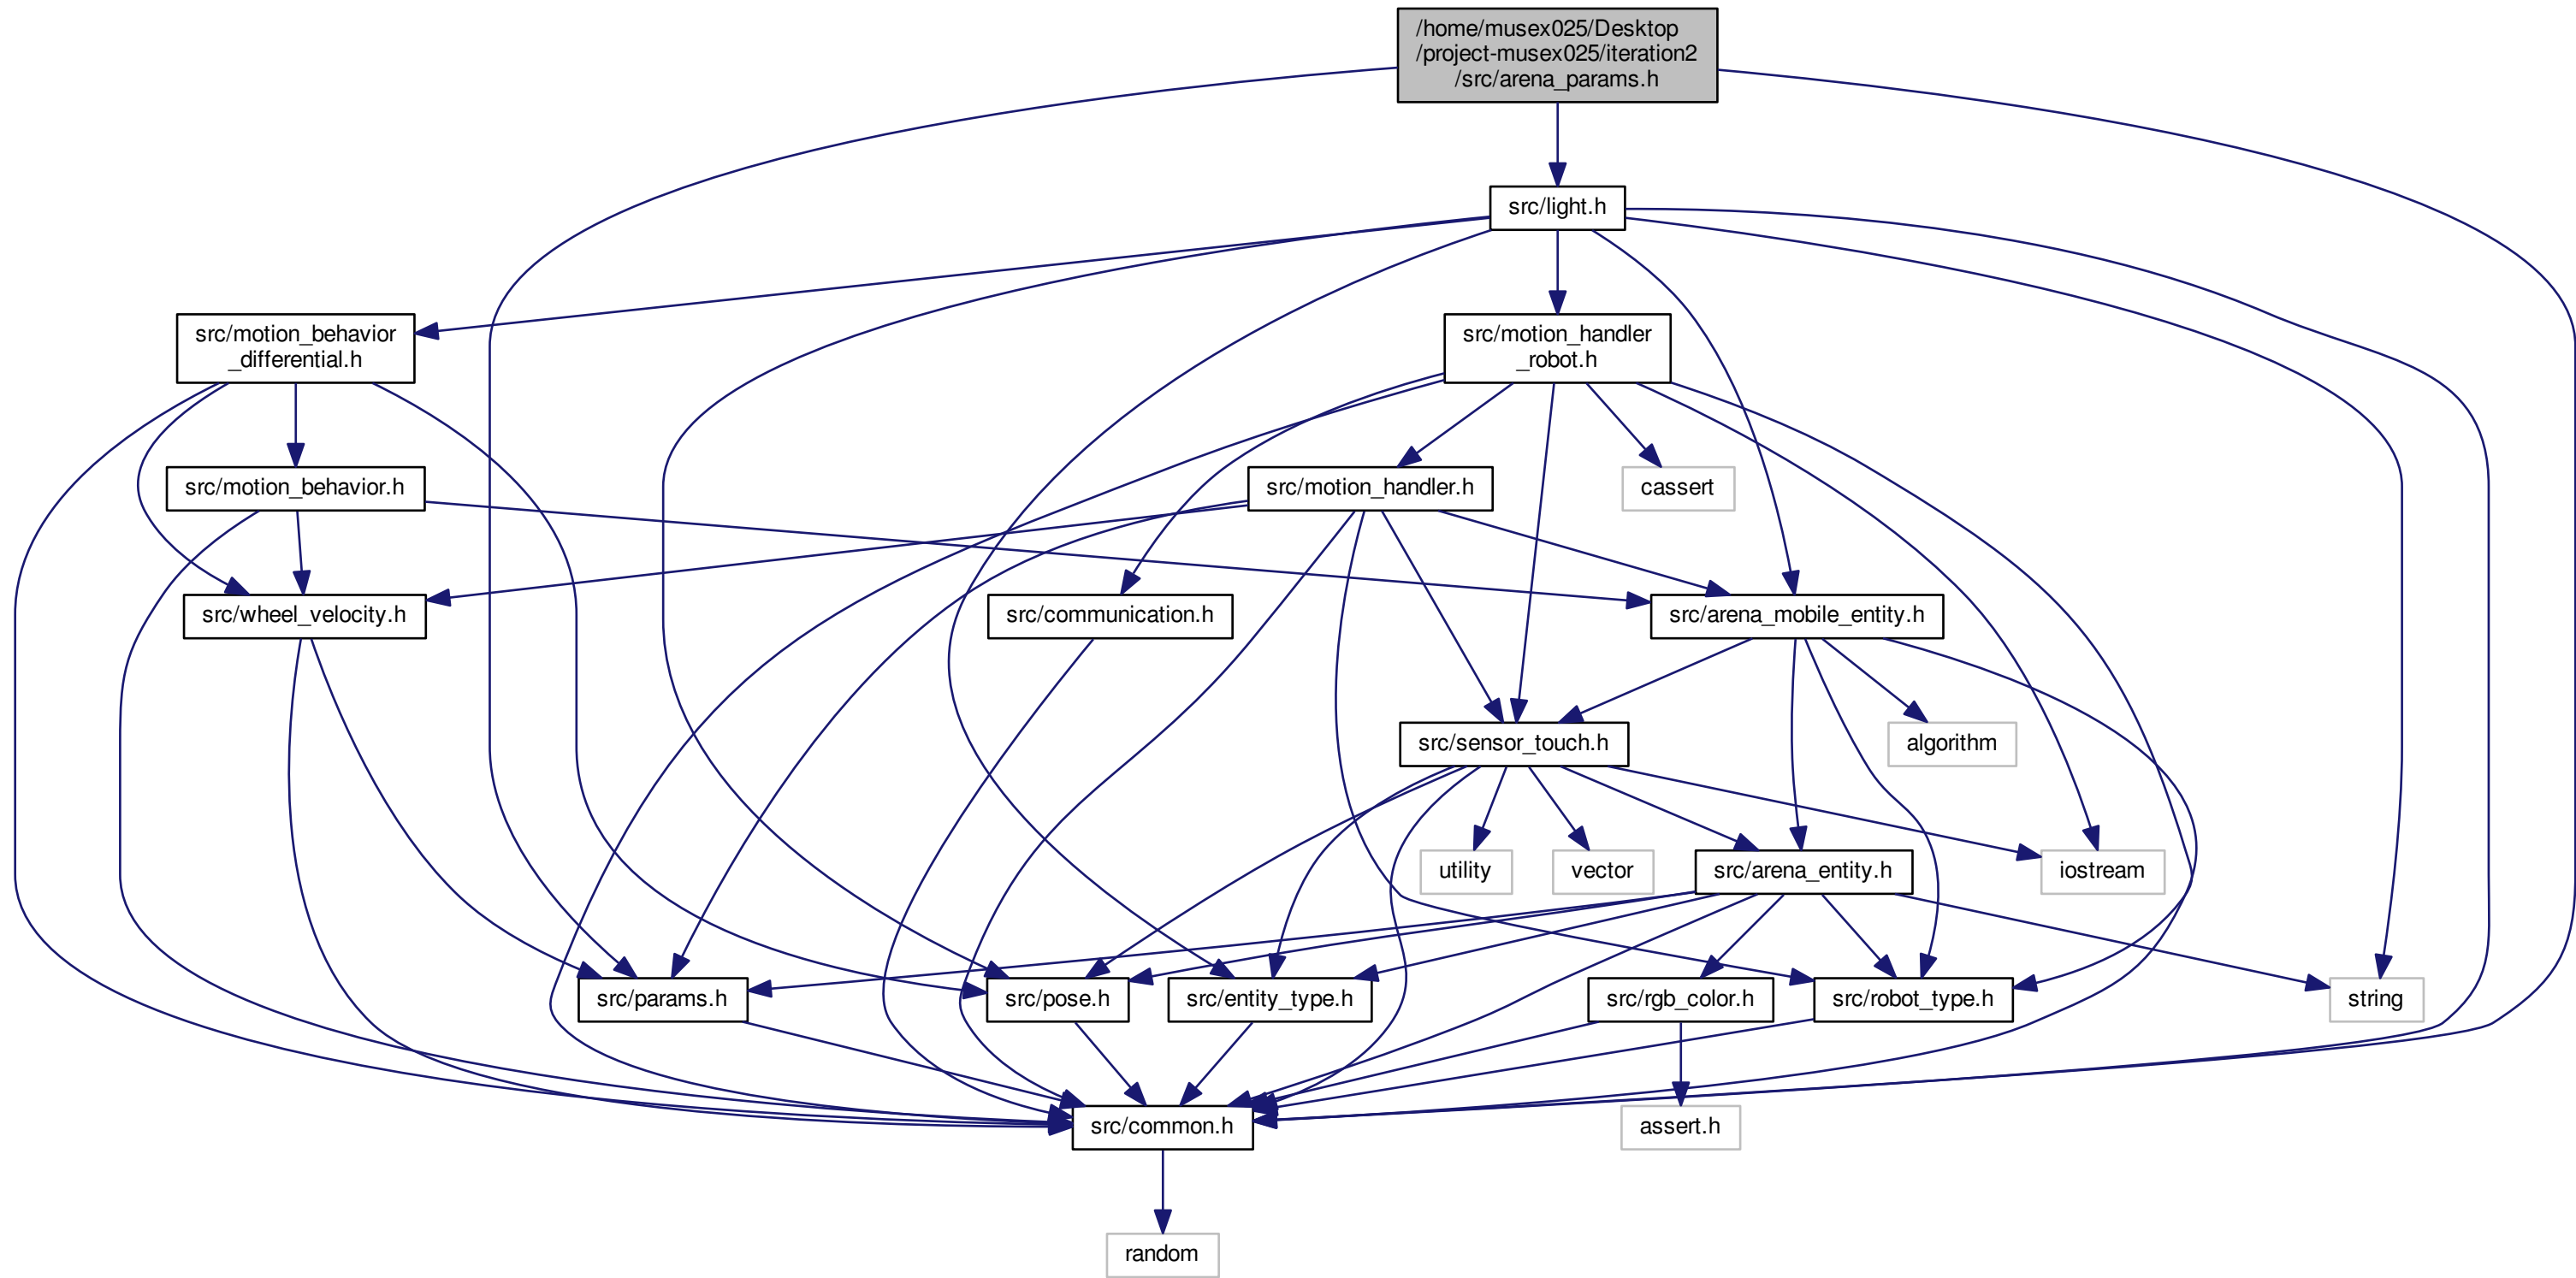 /home/musex025/Desktop
/project-musex025/iteration2
/src/arena_params.h
src/light.h
src/motion_behavior
_differential.h
src/motion_handler
_robot.h
src/motion_behavior.h
src/motion_handler.h
cassert
src/wheel_velocity.h
src/communication.h
src/arena_mobile_entity.h
src/sensor_touch.h
algorithm
utility
vector
src/arena_entity.h
iostream
src/params.h
src/pose.h
src/entity_type.h
src/rgb_color.h
src/robot_type.h
string
src/common.h
assert.h
random